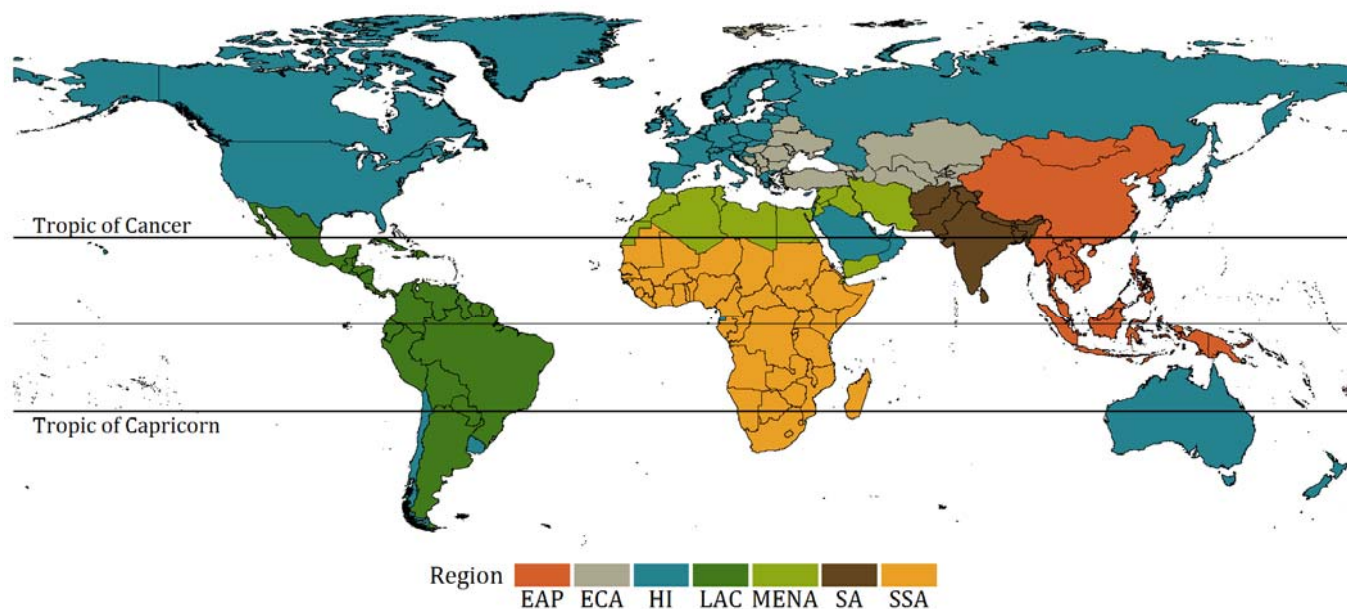 Tropic of Cancer
Tropic of Capricorn
Region
EAP ECA HI LAC MENA SA SSA